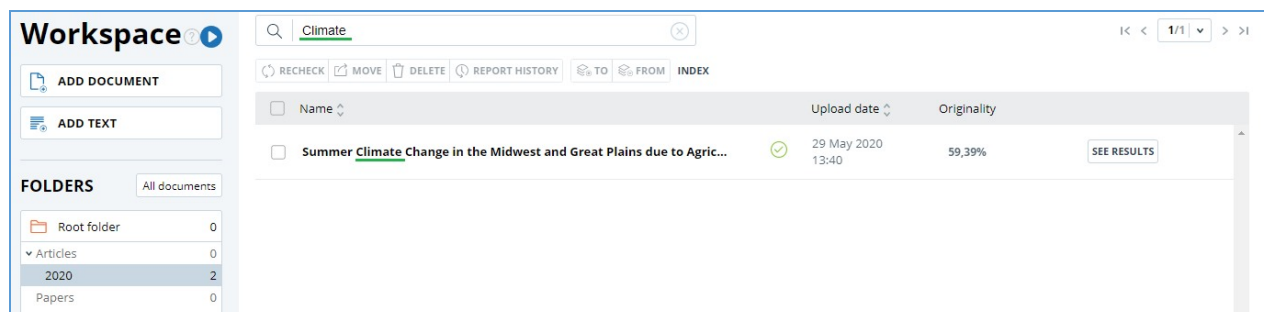 Workspace
ADD DOCUMENT
ADD TEXT
FOLDERS All documents
Root folder 0
Articles 0
2020 2
Papers 0
Climate
1/1
RECHECK MOVE DELETE REPORT HISTORY TO FROM INDEX
Name Upload date Originality
Summer Climate Change in the Midwest and Great Plains due to Agric... 29 May 2020 59,39% SEE RESULTS
13:40